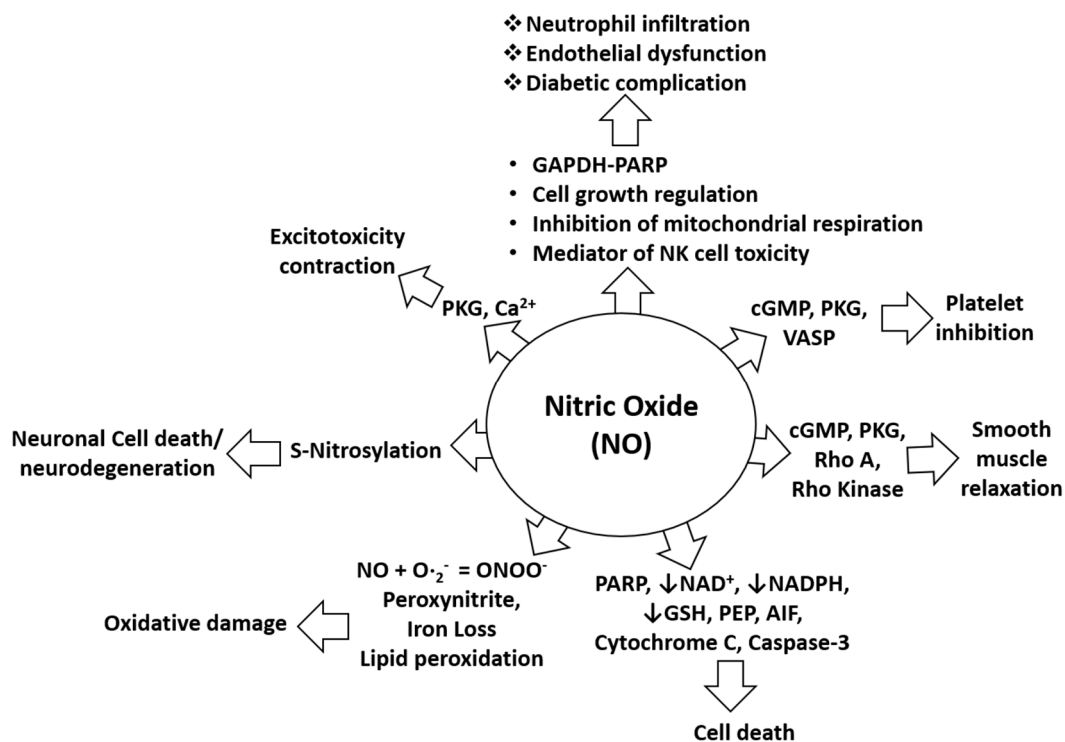 ❖ Neutrophil infiltration
❖ Endothelial dysfunction
❖ Diabetic complication
• GAPDH-PARP
• Cell growth regulation
• Inhibition of mitochondrial respiration
• Mediator of NK cell toxicity
Excitotoxicity
contraction
PKG, Ca²⁺
cGMP, PKG,
VASP
Platelet
inhibition
Nitric Oxide
(NO)
Neuronal Cell death/
neurodegeneration
S-Nitrosylation
cGMP, PKG,
Rho A,
Rho Kinase
Smooth
muscle
relaxation
NO + O·₂⁻ = ONOO⁻
Peroxynitrite,
Iron Loss
Lipid peroxidation
Oxidative damage
PARP, ↓NAD⁺, ↓NADPH,
↓GSH, PEP, AIF,
Cytochrome C, Caspase-3
Cell death